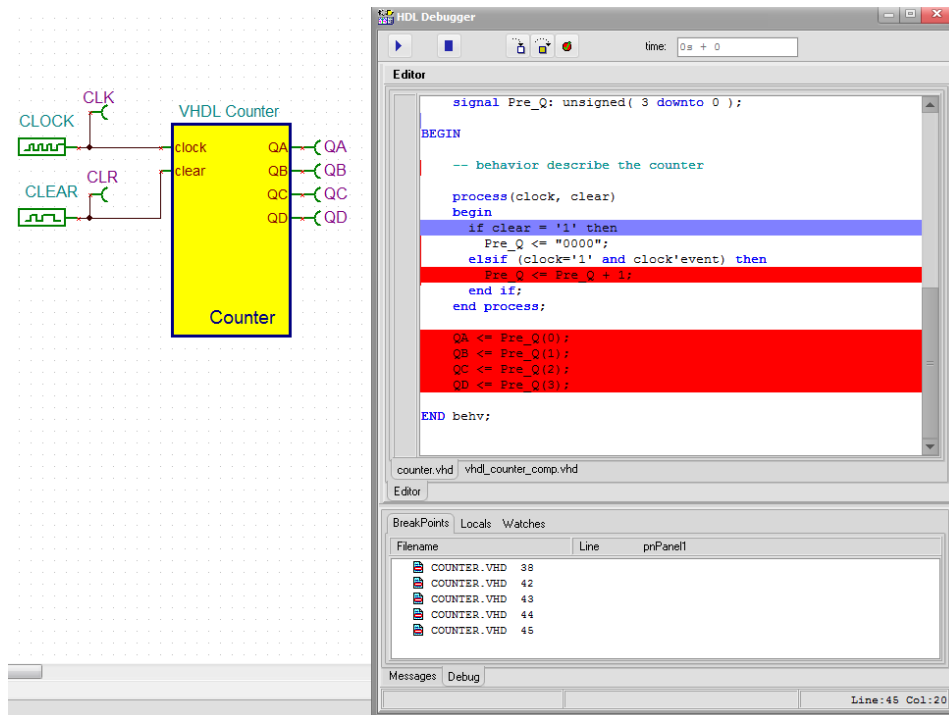 CLK
CLOCK
VHDL Counter
clock QA QA
clear QB QB
CLR
CLEAR
QC QC
QD QD
Counter
HDL Debugger
time: 0s + 0
Editor
signal Pre_Q: unsigned( 3 downto 0 );
BEGIN
-- behavior describe the counter
process(clock, clear)
begin
if clear = '1' then
Pre_Q <= "0000";
elsif (clock='1' and clock'event) then
Pre_Q <= Pre_Q + 1;
end if;
end process;
QA <= Pre_Q(0);
QB <= Pre_Q(1);
QC <= Pre_Q(2);
QD <= Pre_Q(3);
END behv;
counter.vhd vhdl_counter_comp.vhd
Editor
BreakPoints Locals Watches
Filename Line pnPanel1
COUNTER.VHD 38
COUNTER.VHD 42
COUNTER.VHD 43
COUNTER.VHD 44
COUNTER.VHD 45
Messages Debug
Line:45 Col:20